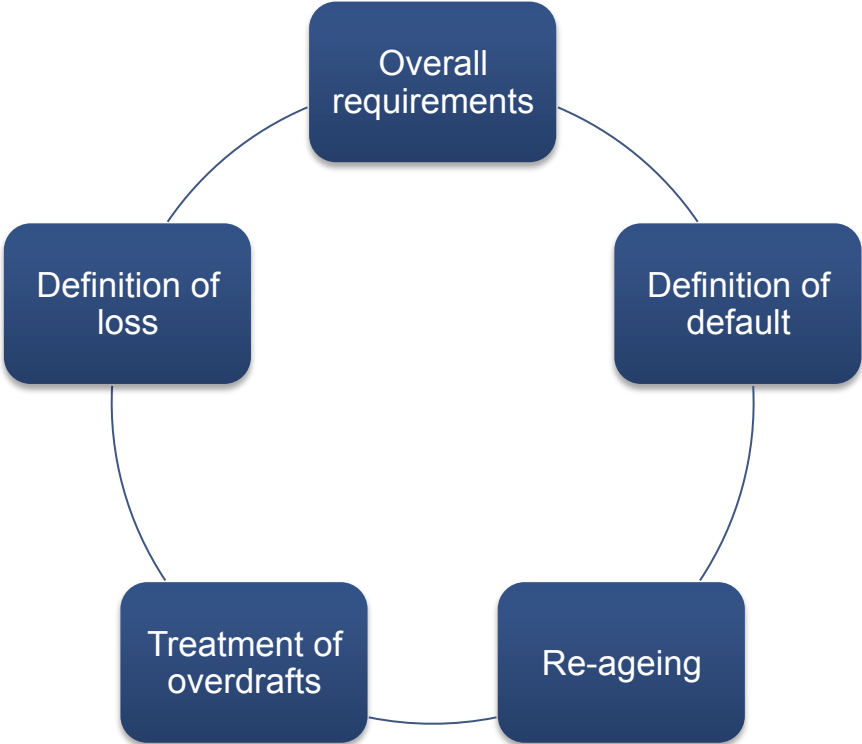 Overall
requirements
Definition of
default
Re-ageing
Treatment of
overdrafts
Definition of
loss